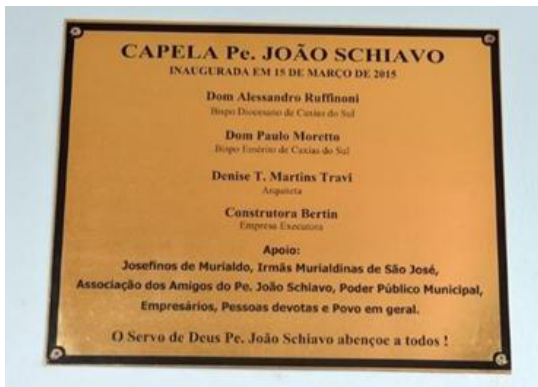 CAPELA Pe. JOÃO SCHIAVO
INAUGURADA EM 15 DE MARÇO DE 2015
Dom Alessandro Ruffinoni
Bispo Diocesano de Caxias do Sul
Dom Paulo Moretto
Bispo Emérito de Caxias do Sul
Denise T. Martins Travi
Arquiteta
Construtora Bertin
Empresa Executora
Apoio:
Josefinos de Murialdo, Irmãs Murialdinas de São José,
Associação dos Amigos do Pe. João Schiavo, Poder Público Municipal,
Empresários, Pessoas devotas e Povo em geral.
O Servo de Deus Pe. João Schiavo abençoe a todos !